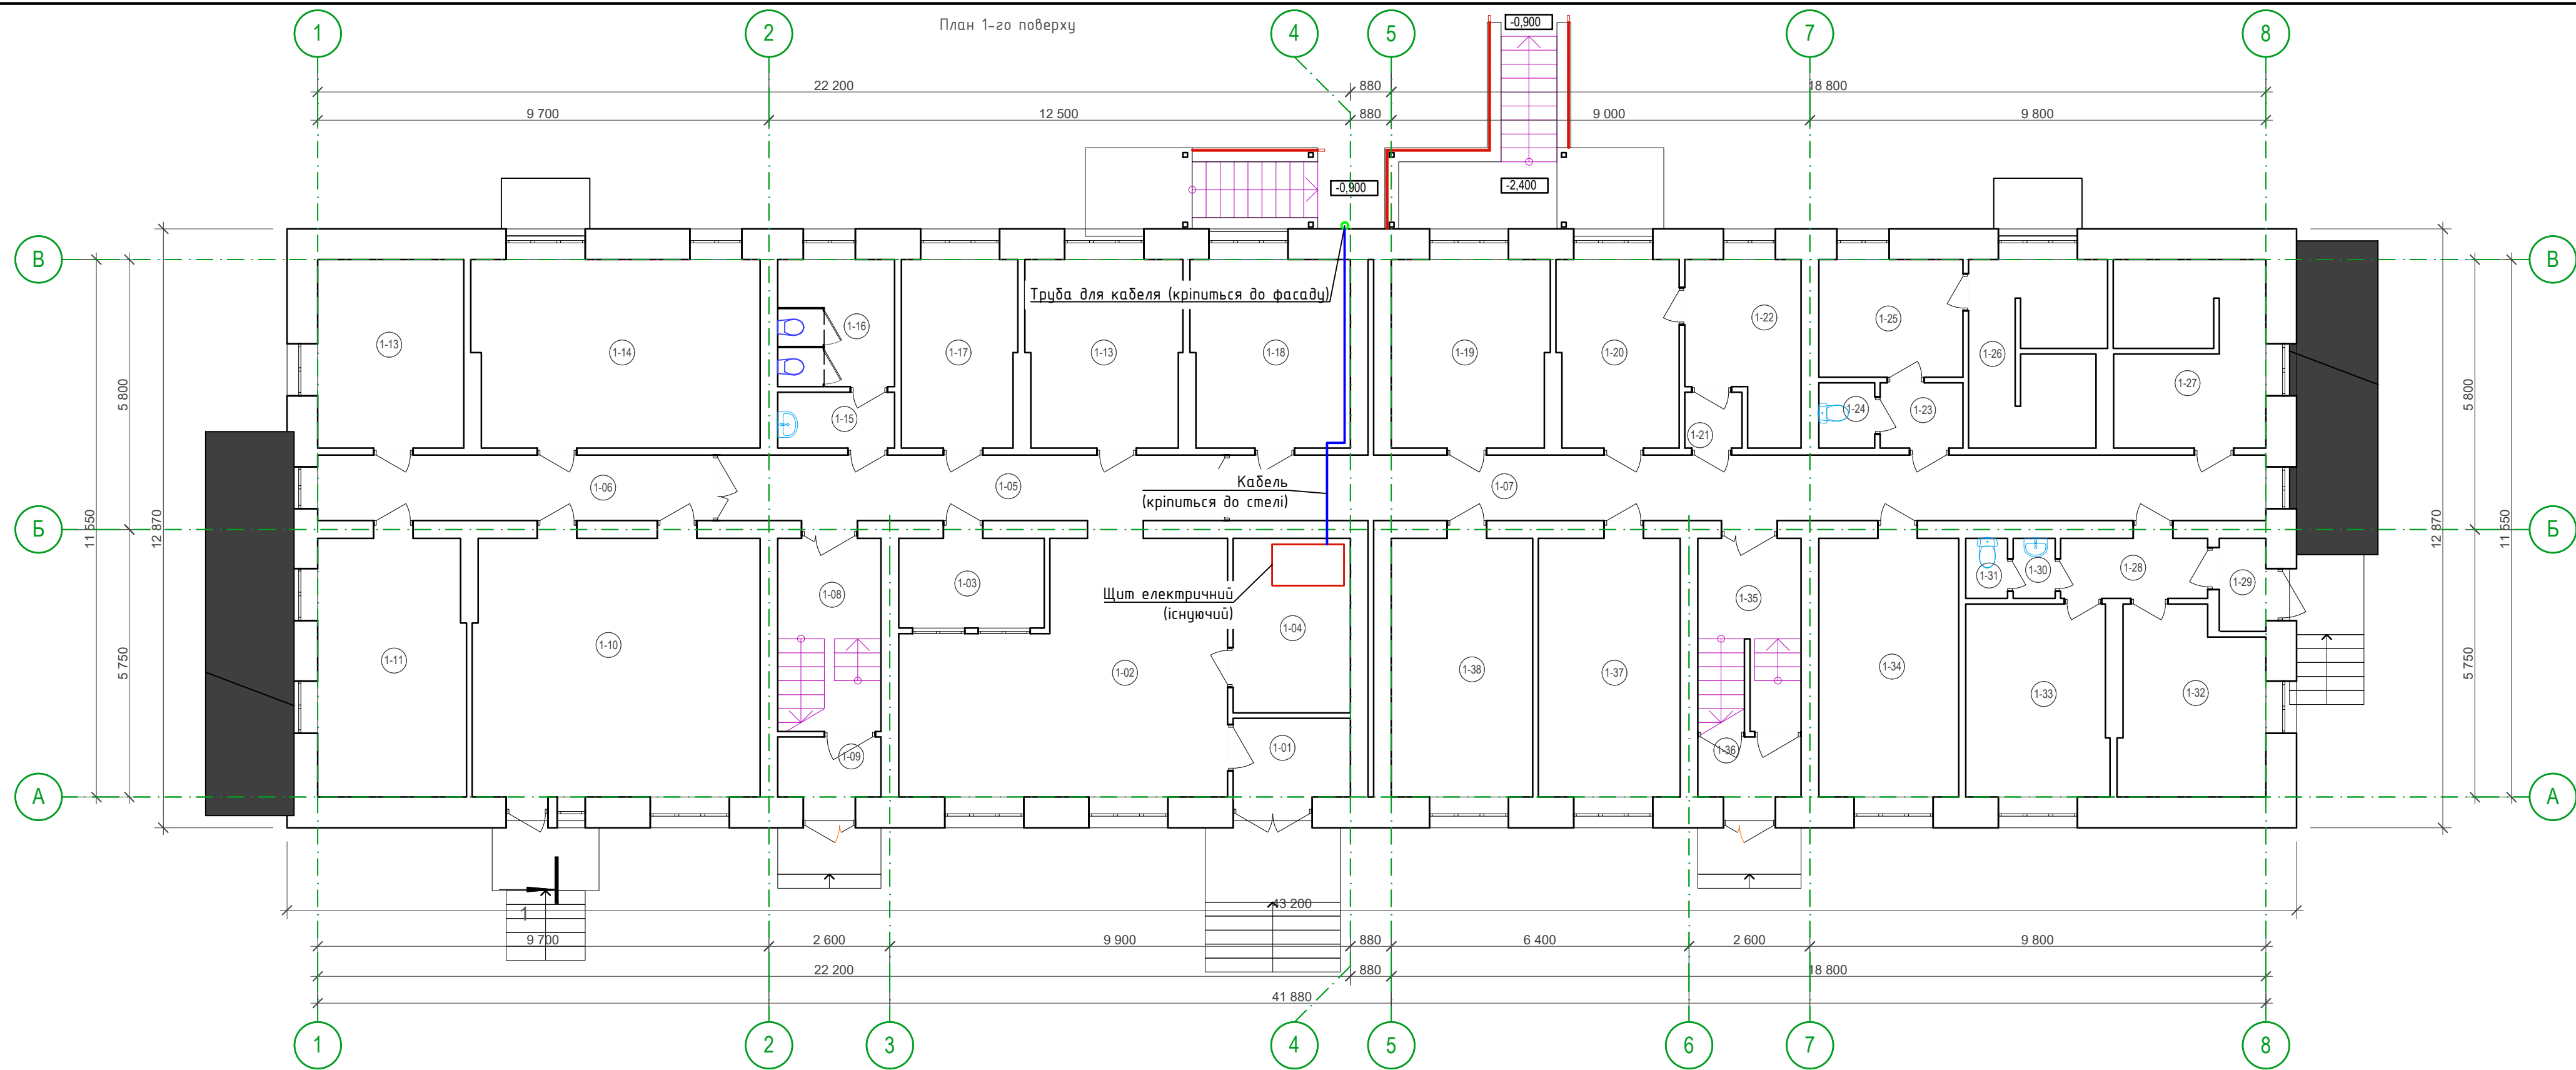 План 1-го поверху
1 2 4 5 7 8
-0,900
22 200 880 18 800
9 700 12 500 880 9 000 9 800
-0,900 -2,400
В В
Труба для кабеля (кріпиться до фасаду)
1-13 1-14 1-16 1-17 1-13 1-18 1-19 1-20 1-22 1-25 1-26 1-27
1-15 1-21 1-24 1-23
5 800 5 800
1-06 1-05 1-07
Кабель
(кріпиться до стелі)
11 550 12 870 12 870 11 550
Б Б
1-03 1-08 1-35 1-31 1-30 1-28 1-29
Щит електричний
(існуючий)
1-04
1-11 1-10 1-02 1-38 1-37 1-34 1-33 1-32
5 750 5 750
1-09 1-01 1-36
А А
1
43 200
9 700 2 600 9 900 880 6 400 2 600 9 800
22 200 880 18 800
41 880
1 2 3 4 5 6 7 8